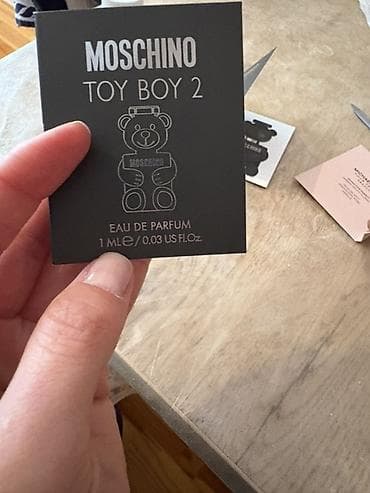 MOSCHINO
TOY BOY 2
MOSCHINO
EAU DE PARFUM
1 MLe/0.03 US FL.Oz.